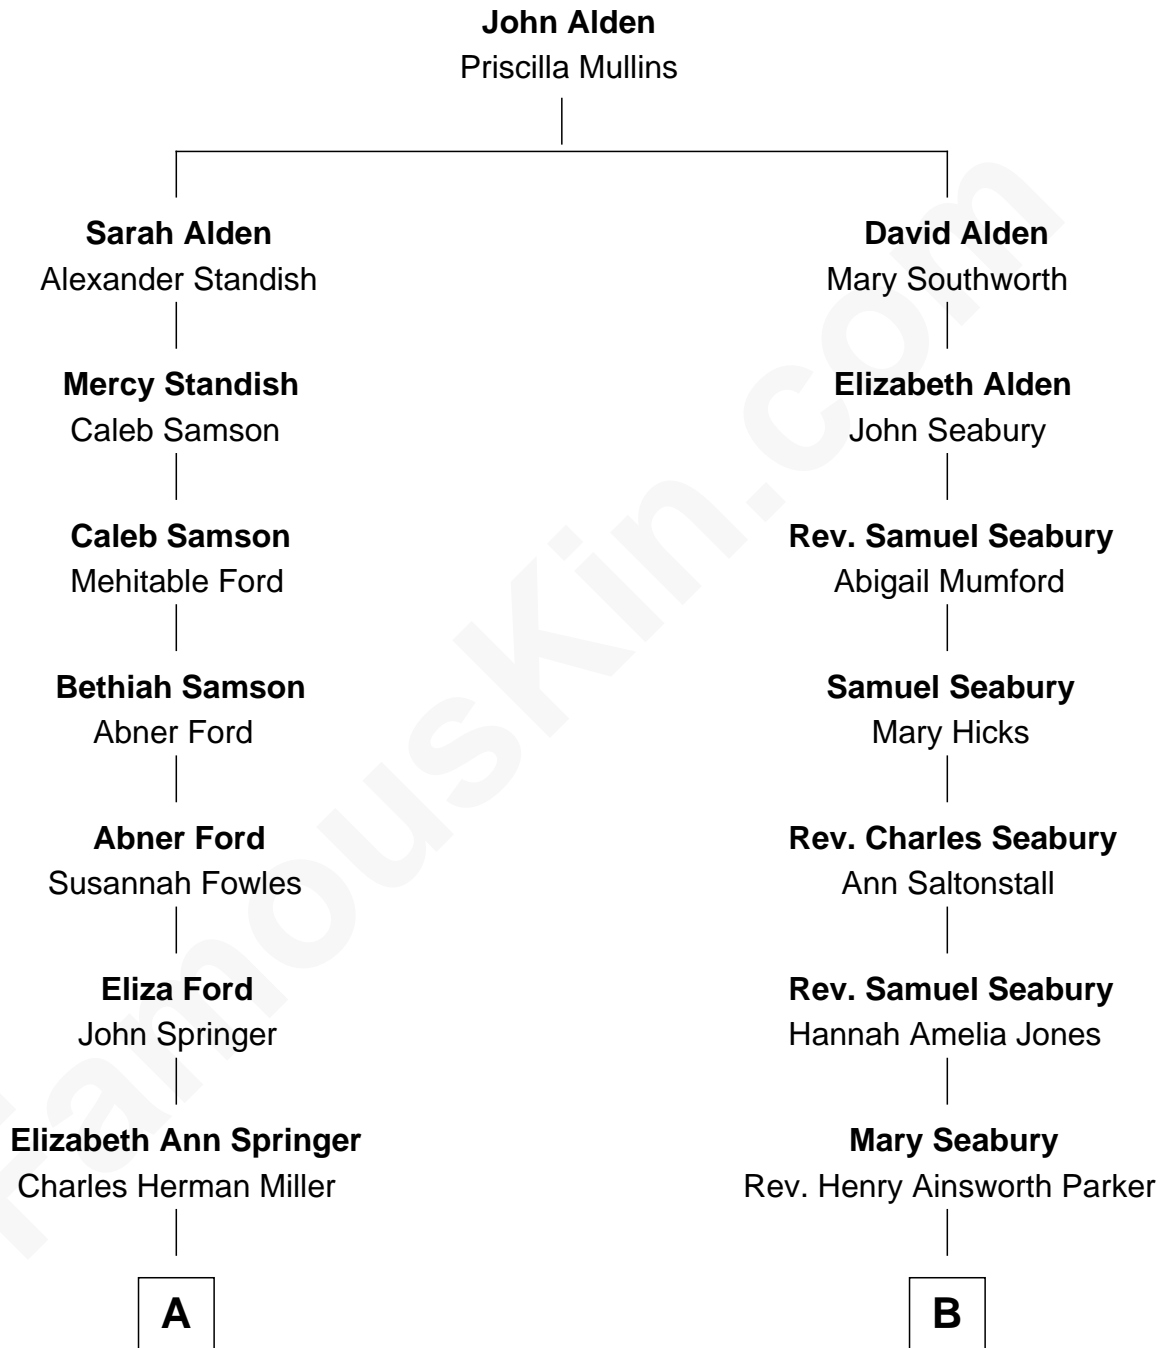 John Alden
Priscilla Mullins
Sarah Alden
Alexander Standish
David Alden
Mary Southworth
Mercy Standish
Caleb Samson
Elizabeth Alden
John Seabury
Caleb Samson
Mehitable Ford
Rev. Samuel Seabury
Abigail Mumford
Bethiah Samson
Abner Ford
Samuel Seabury
Mary Hicks
Abner Ford
Susannah Fowles
Rev. Charles Seabury
Ann Saltonstall
Eliza Ford
John Springer
Rev. Samuel Seabury
Hannah Amelia Jones
Elizabeth Ann Springer
Charles Herman Miller
Mary Seabury
Rev. Henry Ainsworth Parker
A
B
FamousKin.com